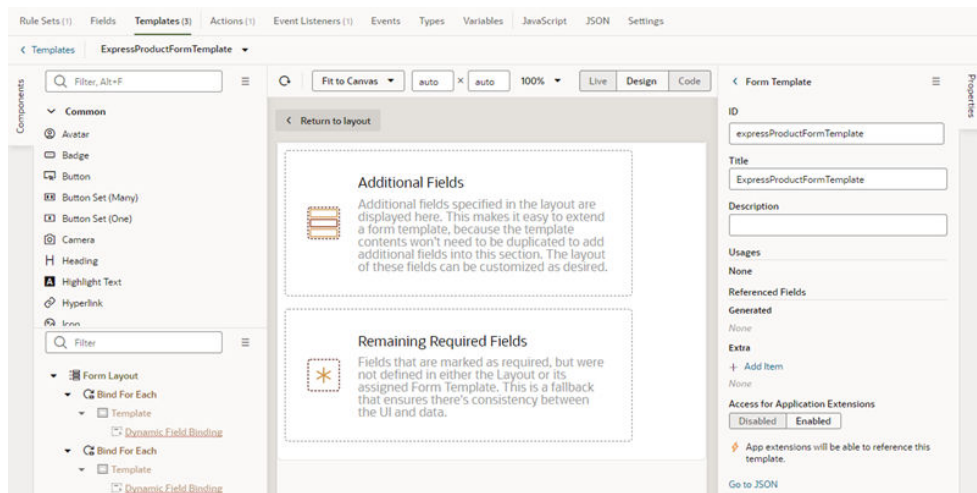 Rule Sets (1) Fields Templates (3) Actions (1) Event Listeners (1) Events Types Variables JavaScript JSON Settings
Templates ExpressProductFormTemplate
Components
Filter, Alt+F
Common
Avatar
Badge
Button
Button Set (Many)
Button Set (One)
Camera
Heading
Highlight Text
Hyperlink
Icon
Filter
Form Layout
Bind For Each
Template
Dynamic Field Binding
Bind For Each
Template
Dynamic Field Binding
Fit to Canvas auto × auto 100% Live Design Code
Return to layout
Additional Fields
Additional fields specified in the layout are
displayed here. This makes it easy to extend
a form template, because the template
contents won't need to be duplicated to add
additional fields into this section. The layout
of these fields can be customized as desired.
Remaining Required Fields
Fields that are marked as required, but were
not defined in either the Layout or its
assigned Form Template. This is a fallback
that ensures there's consistency between
the UI and data.
Form Template
ID
expressProductFormTemplate
Title
ExpressProductFormTemplate
Description
Usages
None
Referenced Fields
Generated
None
Extra
+ Add Item
None
Access for Application Extensions
Disabled Enabled
App extensions will be able to reference this
template.
Go to JSON
Properties